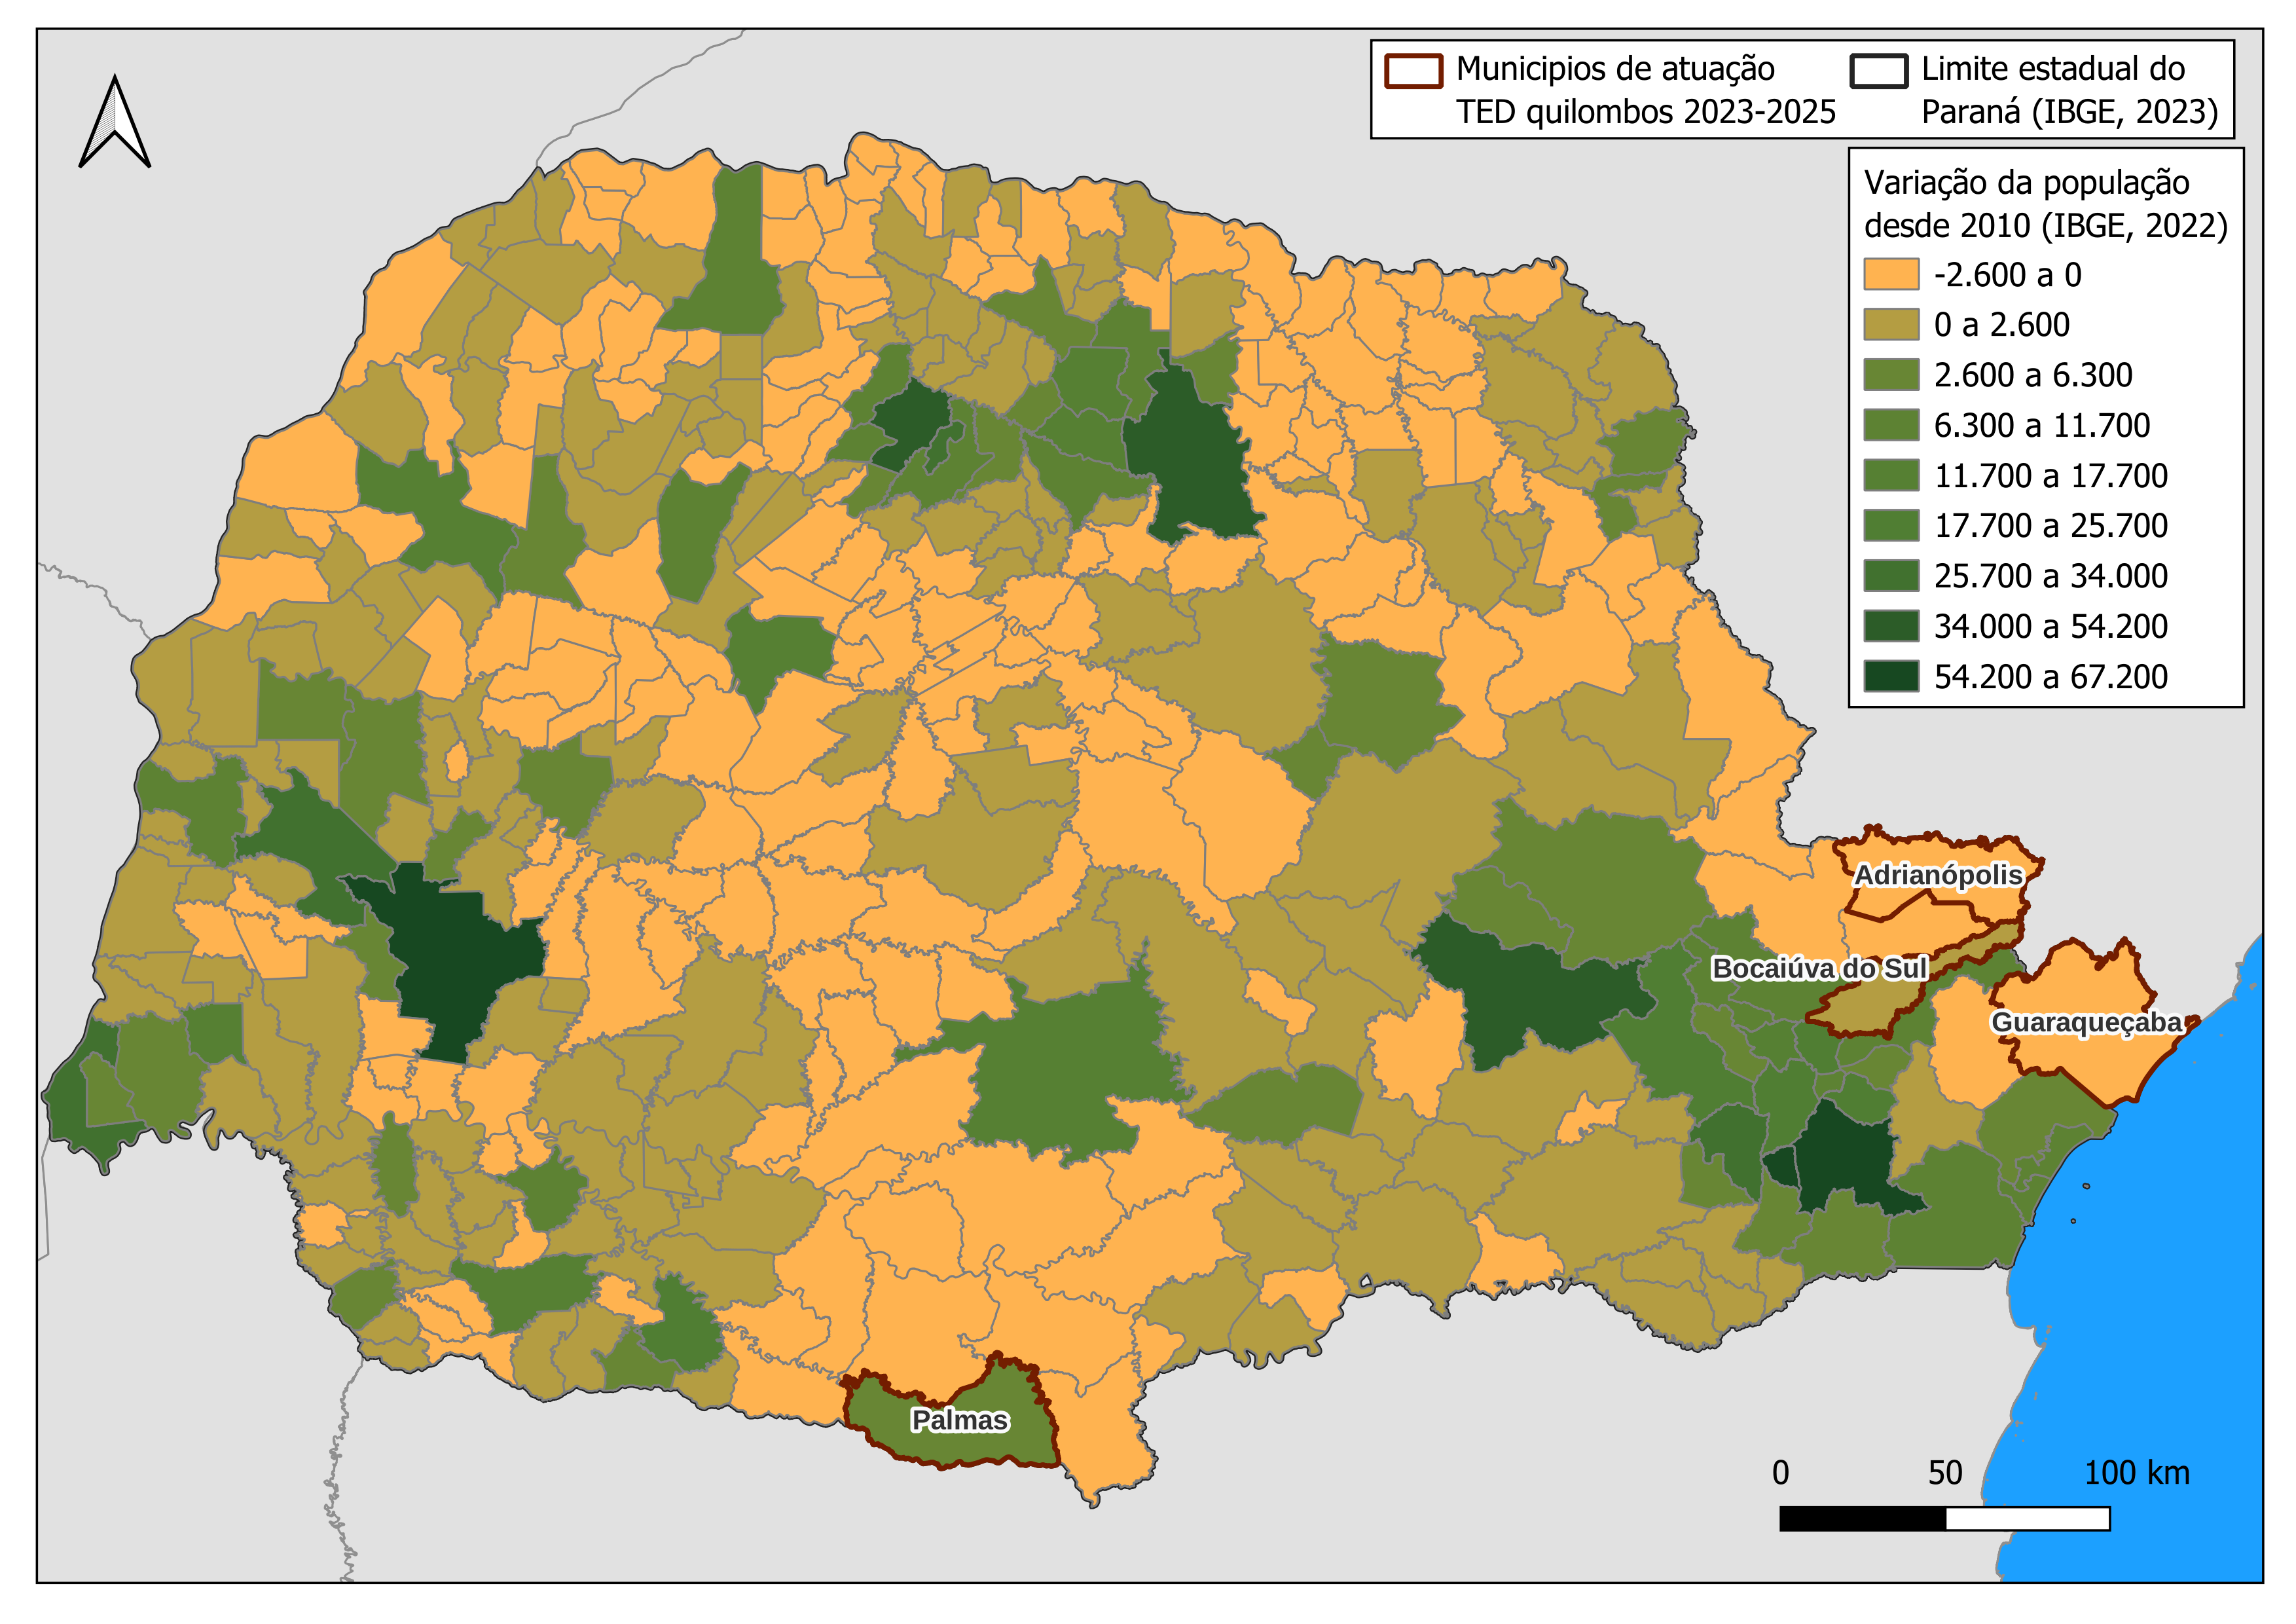 Municipios de atuação
TED quilombos 2023-2025
Limite estadual do
Paraná (IBGE, 2023)
Variação da população
desde 2010 (IBGE, 2022)
-2.600 a 0
0 a 2.600
2.600 a 6.300
6.300 a 11.700
11.700 a 17.700
17.700 a 25.700
25.700 a 34.000
34.000 a 54.200
54.200 a 67.200
Adrianópolis
Bocaiúva do Sul
Guaraqueçaba
Palmas
0 50 100 km